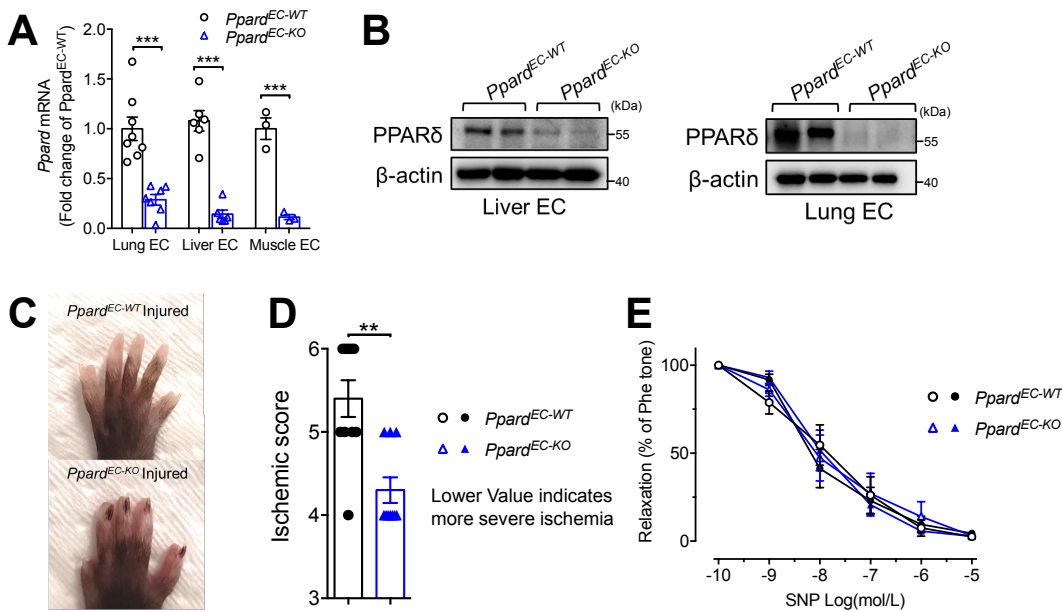 A
Ppard mRNA
(Fold change of Ppard^EC-WT)
2.0
1.5
1.0
0.5
0.0
Ppard^EC-WT
Ppard^EC-KO
***
***
***
Lung EC
Liver EC
Muscle EC
B
Ppard^EC-WT
Ppard^EC-KO
(kDa)
PPARδ
55
β-actin
40
Liver EC
Ppard^EC-WT
Ppard^EC-KO
(kDa)
PPARδ
55
β-actin
40
Lung EC
C
Ppard^EC-WT Injured
Ppard^EC-KO Injured
D
Ischemic score
6
5
4
3
**
Ppard^EC-WT
Ppard^EC-KO
Lower Value indicates
more severe ischemia
E
Relaxation (% of Phe tone)
100
50
0
Ppard^EC-WT
Ppard^EC-KO
-10
-9
-8
-7
-6
-5
SNP Log(mol/L)